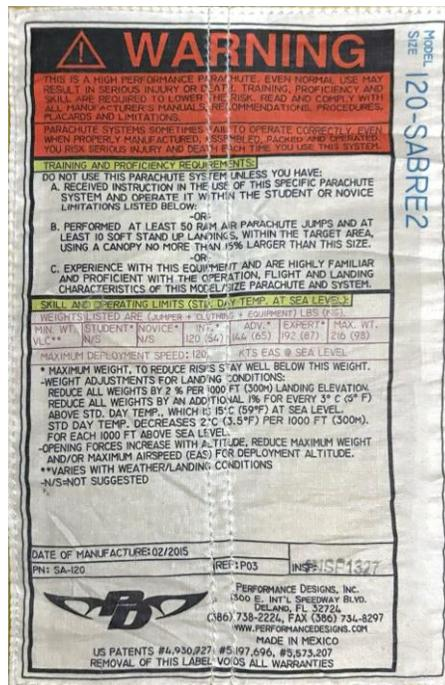 WARNING
THIS IS A HIGH PERFORMANCE PARACHUTE. EVEN NORMAL USE MAY
RESULT IN SERIOUS INJURY OR DEATH. TRAINING, PROFICIENCY AND
SKILL ARE REQUIRED TO LOWER THE RISK. READ AND COMPLY WITH
ALL MANUFACTURER'S MANUALS, RECOMMENDATIONS, PROCEDURES,
PLACARDS AND LIMITATIONS.
PARACHUTE SYSTEMS SOMETIMES FAIL TO OPERATE CORRECTLY, EVEN
WHEN PROPERLY MANUFACTURED, ASSEMBLED, PACKED AND OPERATED.
YOU RISK SERIOUS INJURY AND DEATH EACH TIME YOU USE THIS SYSTEM.
TRAINING AND PROFICIENCY REQUIREMENTS:
DO NOT USE THIS PARACHUTE SYSTEM UNLESS YOU HAVE:
A. RECEIVED INSTRUCTION IN THE USE OF THIS SPECIFIC PARACHUTE
SYSTEM AND OPERATE IT WITHIN THE STUDENT OR NOVICE
LIMITATIONS LISTED BELOW:
-OR-
B. PERFORMED AT LEAST 50 RAM AIR PARACHUTE JUMPS AND AT
LEAST 10 SOFT STAND UP LANDINGS, WITHIN THE TARGET AREA,
USING A CANOPY NO MORE THAN 15% LARGER THAN THIS SIZE.
-OR-
C. EXPERIENCE WITH THIS EQUIPMENT AND ARE HIGHLY FAMILIAR
AND PROFICIENT WITH THE OPERATION, FLIGHT AND LANDING
CHARACTERISTICS OF THIS MODEL/SIZE PARACHUTE AND SYSTEM.
SKILL AND OPERATING LIMITS (STD. DAY TEMP. AT SEA LEVEL):
WEIGHTS LISTED ARE (JUMPER + CLOTHING + EQUIPMENT) LBS (KG).
MIN. WT. STUDENT* NOVICE* INT.* ADV.* EXPERT* MAX. WT.
VLC** N/S N/S 120 (54) 144 (65) 192 (87) 216 (98)
MAXIMUM DEPLOYMENT SPEED: 120 KTS EAS @ SEA LEVEL
* MAXIMUM WEIGHT, TO REDUCE RISKS STAY WELL BELOW THIS WEIGHT.
-WEIGHT ADJUSTMENTS FOR LANDING CONDITIONS:
REDUCE ALL WEIGHTS BY 2 % PER 1000 FT (300M) LANDING ELEVATION.
REDUCE ALL WEIGHTS BY AN ADDITIONAL 1% FOR EVERY 3° C (5° F)
ABOVE STD. DAY TEMP., WHICH IS 15°C (59°F) AT SEA LEVEL.
STD DAY TEMP. DECREASES 2°C (3.5°F) PER 1000 FT (300M).
FOR EACH 1000 FT ABOVE SEA LEVEL.
-OPENING FORCES INCREASE WITH ALTITUDE, REDUCE MAXIMUM WEIGHT
AND/OR MAXIMUM AIRSPEED (EAS) FOR DEPLOYMENT ALTITUDE.
**VARIES WITH WEATHER/LANDING CONDITIONS
-N/S=NOT SUGGESTED
DATE OF MANUFACTURE: 02/2015
PN: SA-120 REF: P03 INSP: INSP1327
PD
PERFORMANCE DESIGNS, INC.
1300 E. INT'L SPEEDWAY BLVD.
DELAND, FL 32724
(386) 738-2224, FAX (386) 734-8297
WWW.PERFORMANCEDESIGNS.COM
MADE IN MEXICO
US PATENTS #4,930,727 #5,197,696, #5,573,207
REMOVAL OF THIS LABEL VOIDS ALL WARRANTIES
MODEL
SIZE 120-SABRE2